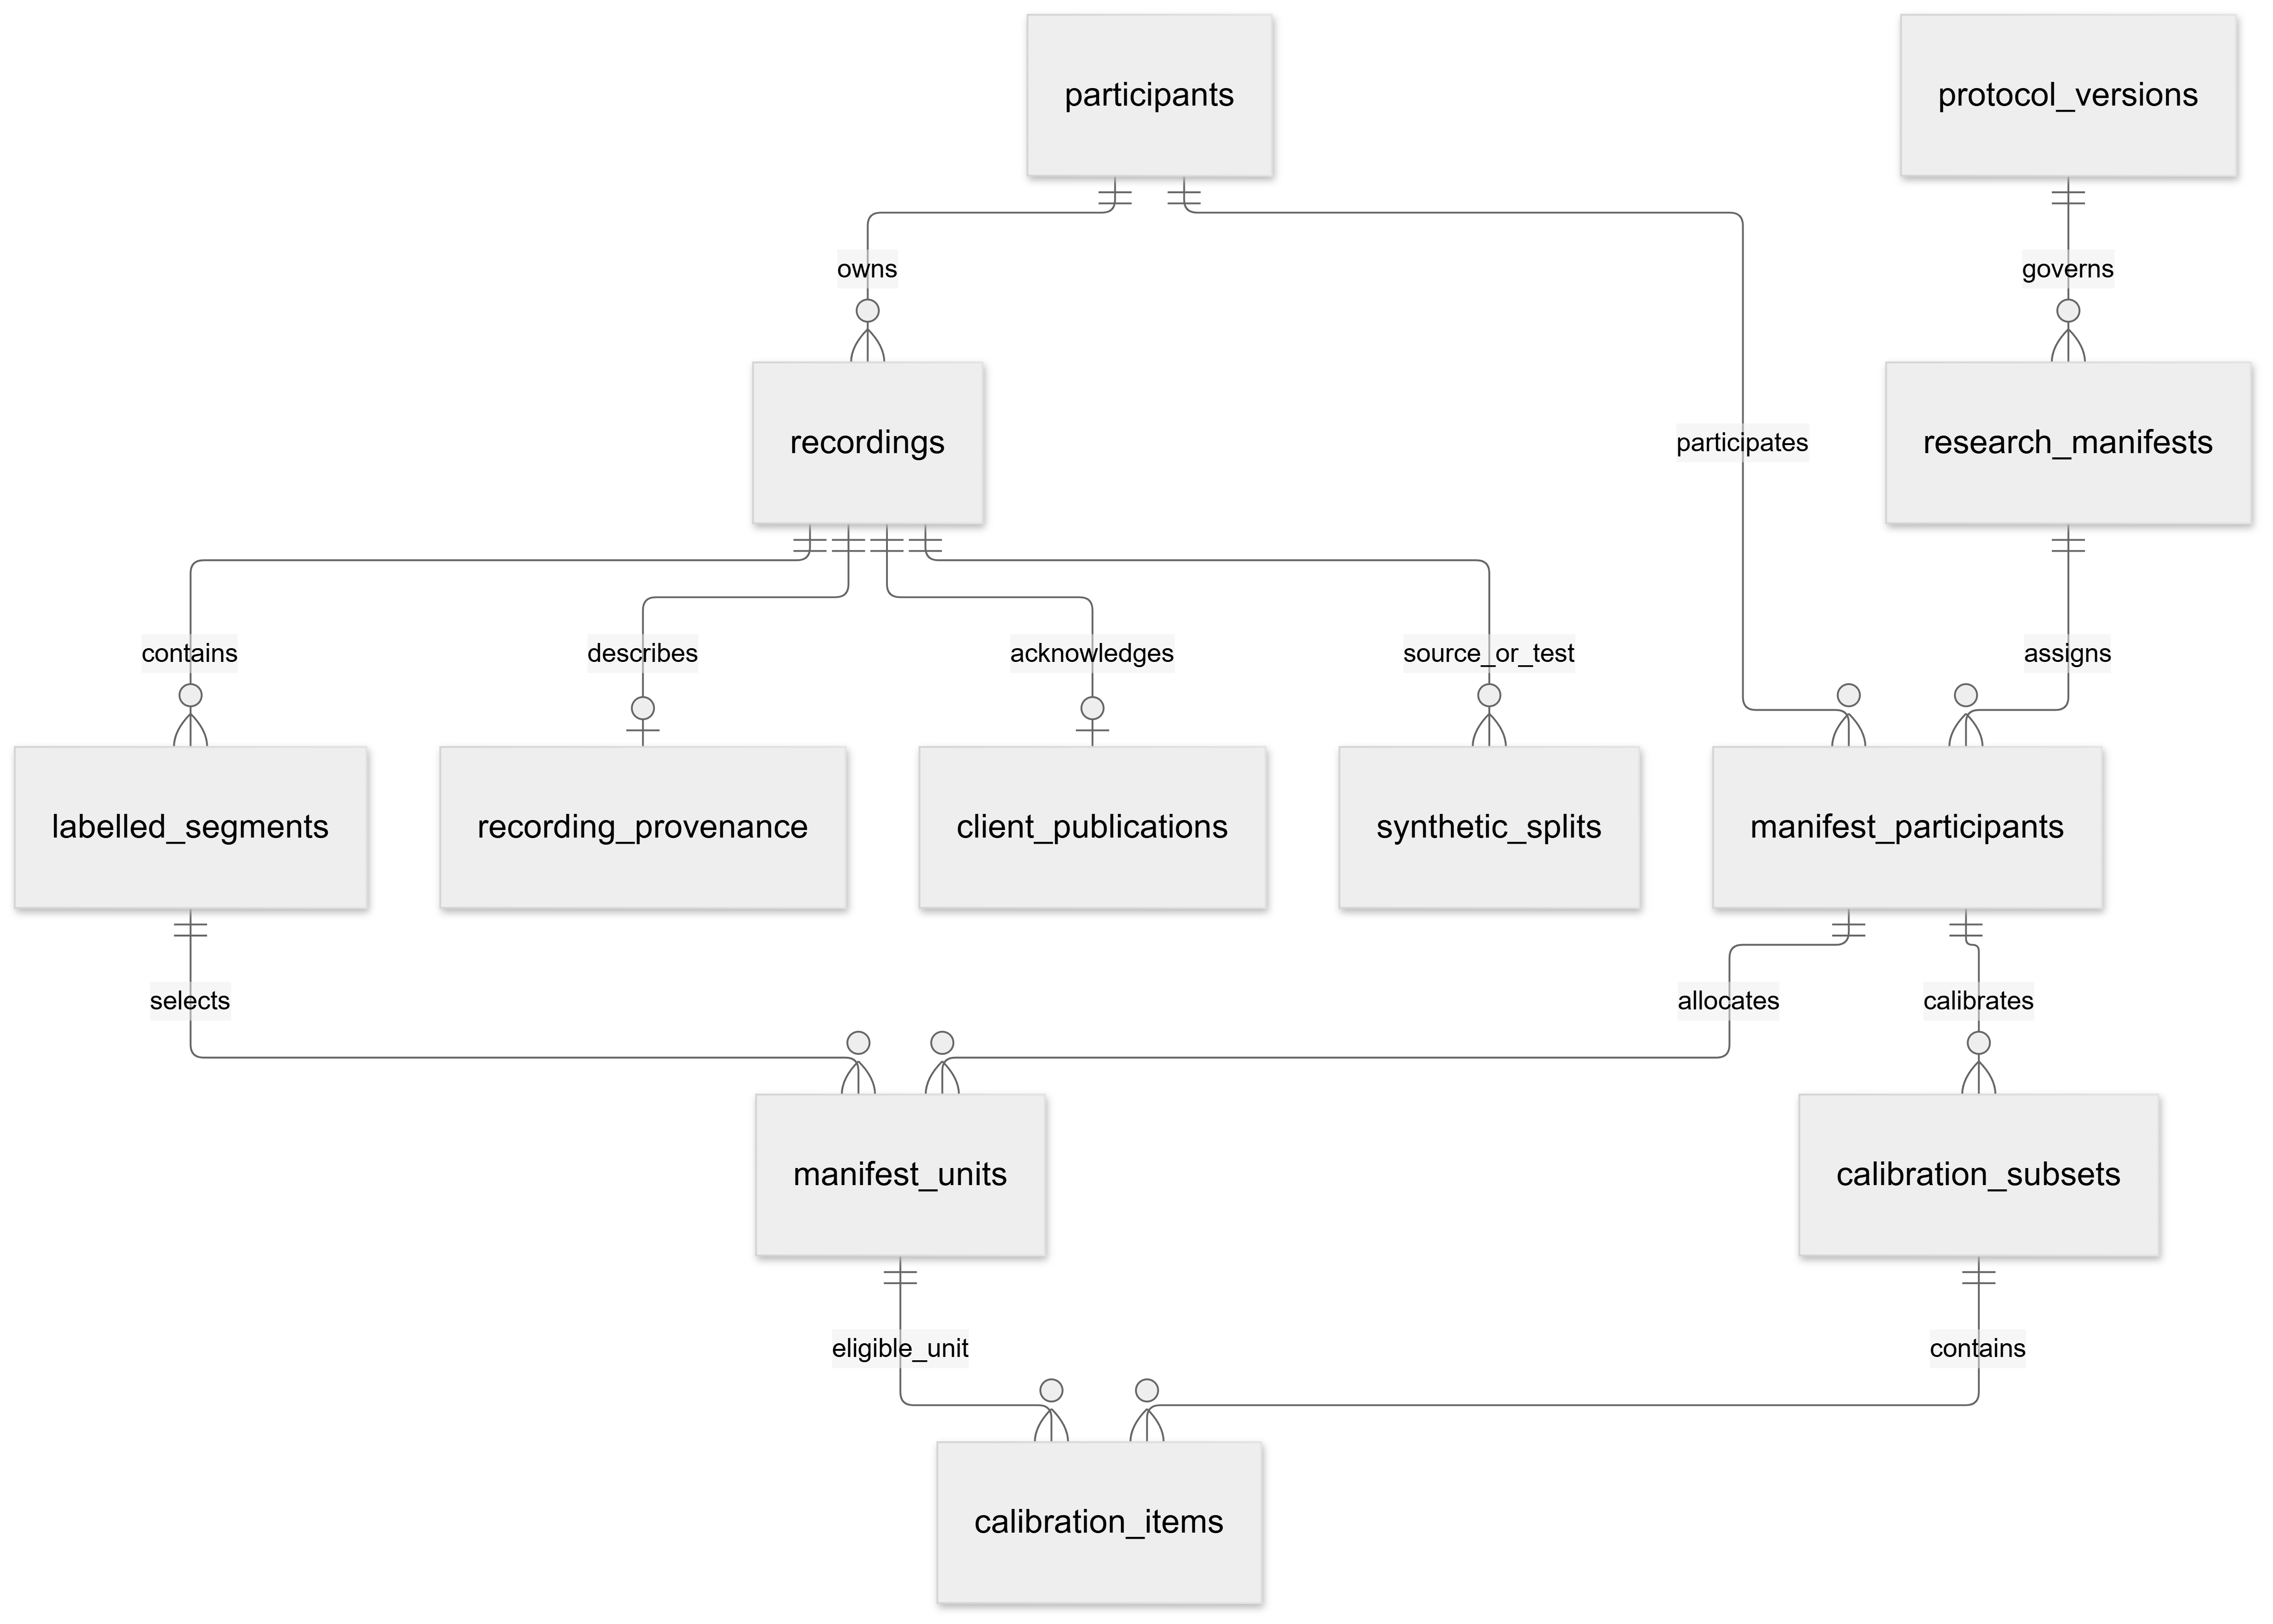 participants
protocol_versions
owns
governs
recordings
participates
research_manifests
contains
describes
acknowledges
source_or_test
assigns
labelled_segments
recording_provenance
client_publications
synthetic_splits
manifest_participants
selects
allocates
calibrates
manifest_units
calibration_subsets
eligible_unit
contains
calibration_items